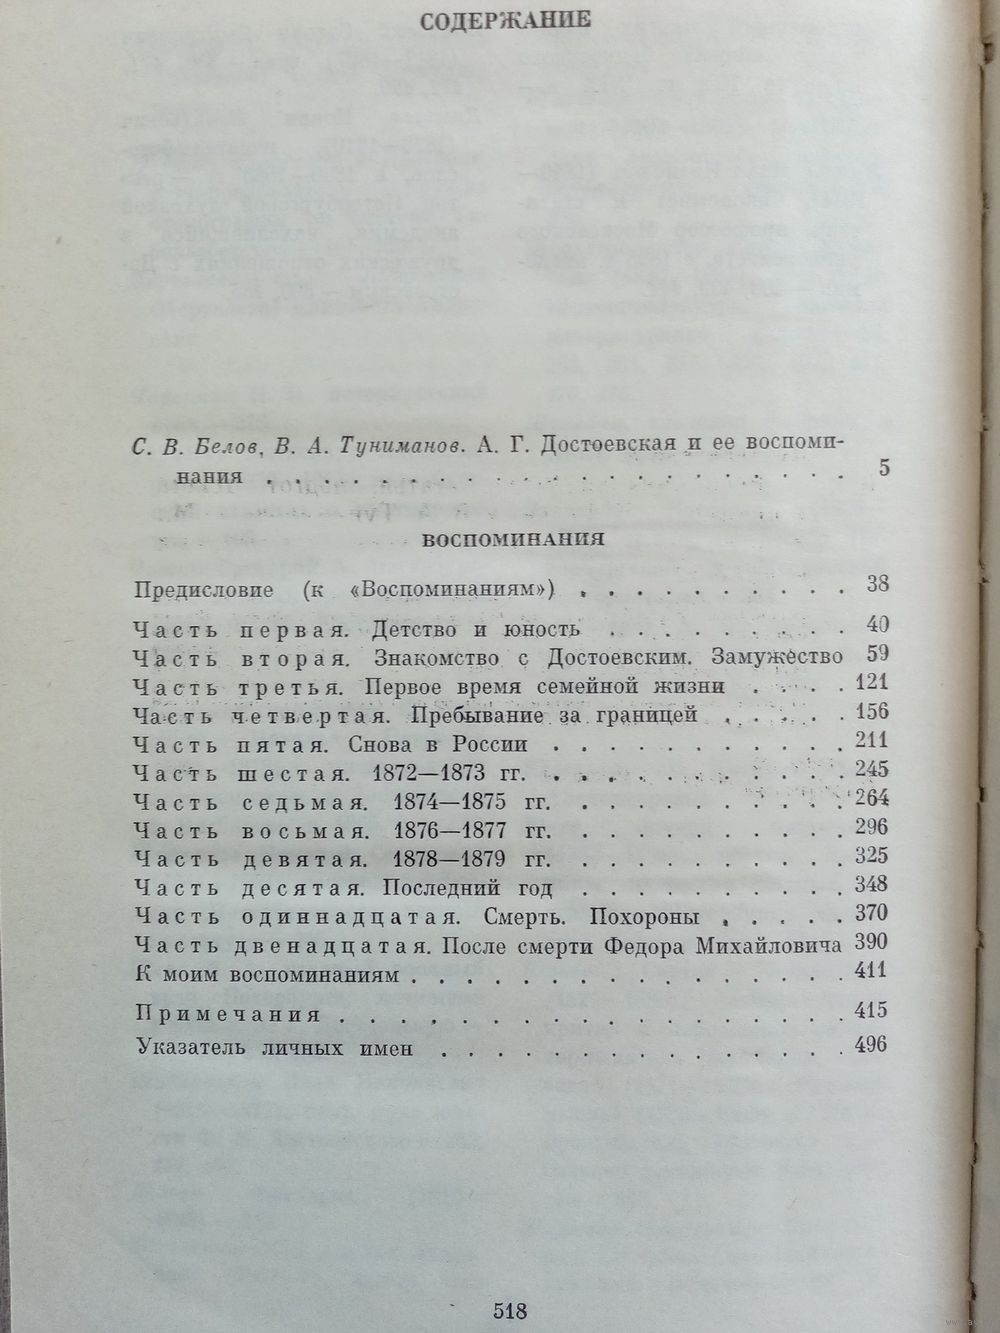 СОДЕРЖАНИЕ
С. В. Белов, В. А. Туниманов. А. Г. Достоевская и ее воспоми-
нания . . . . . . . . . . . . . . . . . . . . 5
ВОСПОМИНАНИЯ
Предисловие (к «Воспоминаниям») . . . . . . . . . . 38
Часть первая. Детство и юность . . . . . . . . . 40
Часть вторая. Знакомство с Достоевским. Замужество 59
Часть третья. Первое время семейной жизни . . . . 121
Часть четвертая. Пребывание за границей . . . . . 156
Часть пятая. Снова в России . . . . . . . . . . . 211
Часть шестая. 1872—1873 гг. . . . . . . . . . . . 245
Часть седьмая. 1874—1875 гг. . . . . . . . . . . 264
Часть восьмая. 1876—1877 гг. . . . . . . . . . . 296
Часть девятая. 1878—1879 гг. . . . . . . . . . . 325
Часть десятая. Последний год . . . . . . . . . . 348
Часть одиннадцатая. Смерть. Похороны . . . . . 370
Часть двенадцатая. После смерти Федора Михайловича 390
К моим воспоминаниям . . . . . . . . . . . . . . . . 411
Примечания . . . . . . . . . . . . . . . . . . 415
Указатель личных имен . . . . . . . . . . . . . . . 496
518